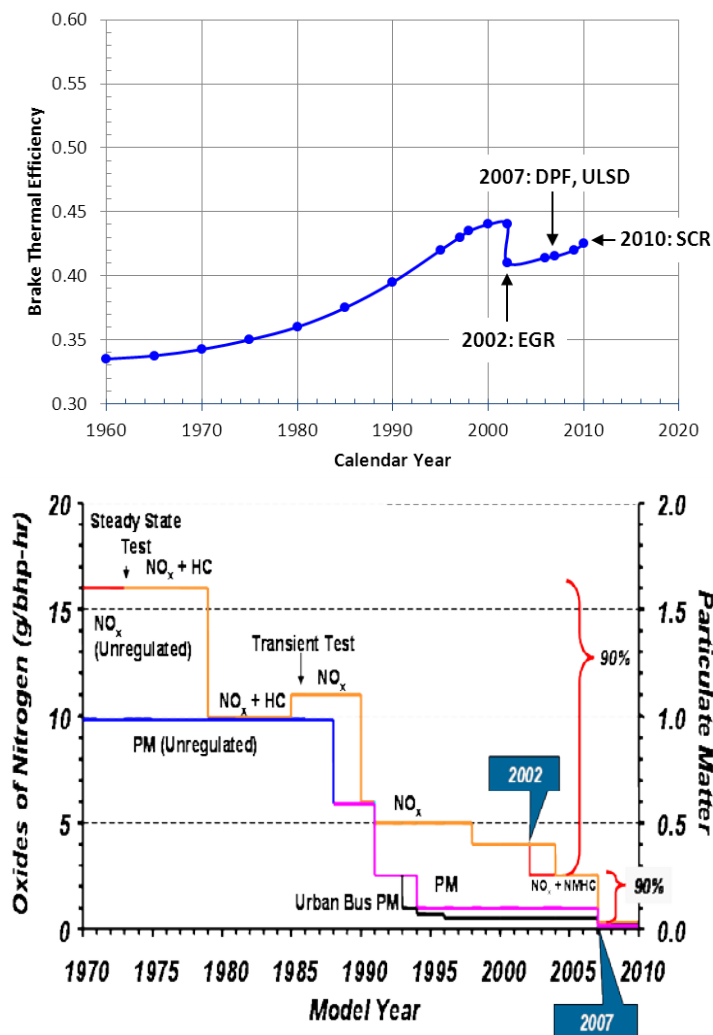 0.60
0.55
0.50
0.45
0.40
0.35
0.30
Brake Thermal Efficiency
2007: DPF, ULSD
2010: SCR
2002: EGR
1960 1970 1980 1990 2000 2010 2020
Calendar Year
20
15
10
5
0
Oxides of Nitrogen (g/bhp-hr)
2.0
1.5
1.0
0.5
0.0
Particulate Matter
Steady State
Test
NOx + HC
NOx
(Unregulated)
Transient Test
NOx + HC
NOx
90%
PM (Unregulated)
2002
NOx
PM
NOx + NMHC
90%
Urban Bus PM
1970 1975 1980 1985 1990 1995 2000 2005 2010
Model Year
2007